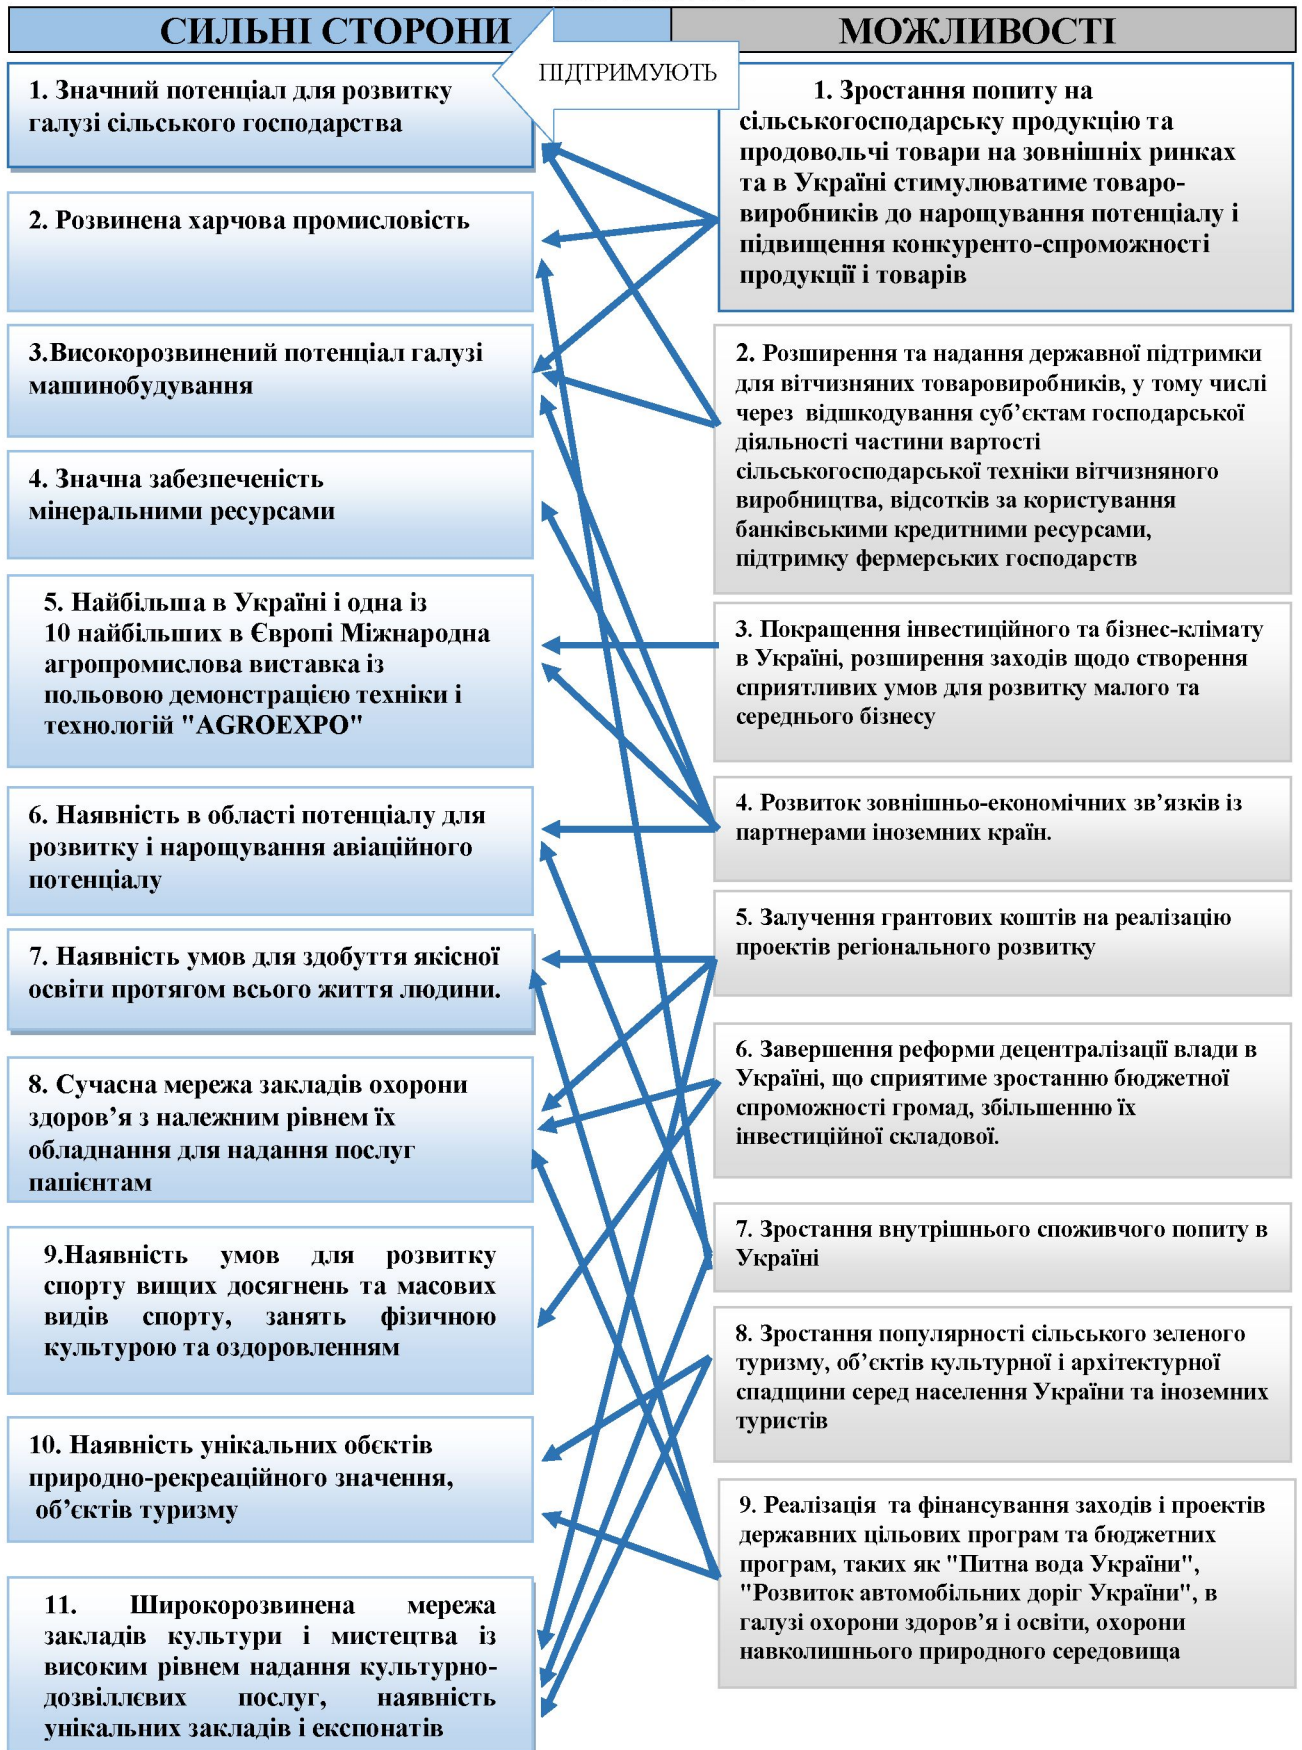 СИЛЬНІ СТОРОНИ
МОЖЛИВОСТІ
ПІДТРИМУЮТЬ
1. Значний потенціал для розвитку
галузі сільського господарства
2. Розвинена харчова промисловість
3.Високорозвинений потенціал галузі
машинобудування
4. Значна забезпеченість
мінеральними ресурсами
5. Найбільша в Україні і одна із
10 найбільших в Європі Міжнародна
агропромислова виставка із
польовою демонстрацією техніки і
технологій "AGROEXPO"
6. Наявність в області потенціалу для
розвитку і нарощування авіаційного
потенціалу
7. Наявність умов для здобуття якісної
освіти протягом всього життя людини.
8. Сучасна мережа закладів охорони
здоров’я з належним рівнем їх
обладнання для надання послуг
пацієнтам
9.Наявність умов для розвитку
спорту вищих досягнень та масових
видів спорту, занять фізичною
культурою та оздоровленням
10. Наявність унікальних обєктів
природно-рекреаційного значення,
об’єктів туризму
11. Широкорозвинена мережа
закладів культури і мистецтва із
високим рівнем надання культурно-
дозвіллєвих послуг, наявність
унікальних закладів і експонатів
1. Зростання попиту на
сільськогосподарську продукцію та
продовольчі товари на зовнішніх ринках
та в Україні стимулюватиме товаро-
виробників до нарощування потенціалу і
підвищення конкуренто-спроможності
продукції і товарів
2. Розширення та надання державної підтримки
для вітчизняних товаровиробників, у тому числі
через відшкодування суб’єктам господарської
діяльності частини вартості
сільськогосподарської техніки вітчизняного
виробництва, відсотків за користування
банківськими кредитними ресурсами,
підтримку фермерських господарств
3. Покращення інвестиційного та бізнес-клімату
в Україні, розширення заходів щодо створення
сприятливих умов для розвитку малого та
середнього бізнесу
4. Розвиток зовнішньо-економічних зв’язків із
партнерами іноземних країн.
5. Залучення грантових коштів на реалізацію
проектів регіонального розвитку
6. Завершення реформи децентралізації влади в
Україні, що сприятиме зростанню бюджетної
спроможності громад, збільшенню їх
інвестиційної складової.
7. Зростання внутрішнього споживчого попиту в
Україні
8. Зростання популярності сільського зеленого
туризму, об’єктів культурної і архітектурної
спадщини серед населення України та іноземних
туристів
9. Реалізація та фінансування заходів і проектів
державних цільових програм та бюджетних
програм, таких як "Питна вода України",
"Розвиток автомобільних доріг України", в
галузі охорони здоров’я і освіти, охорони
навколишнього природного середовища